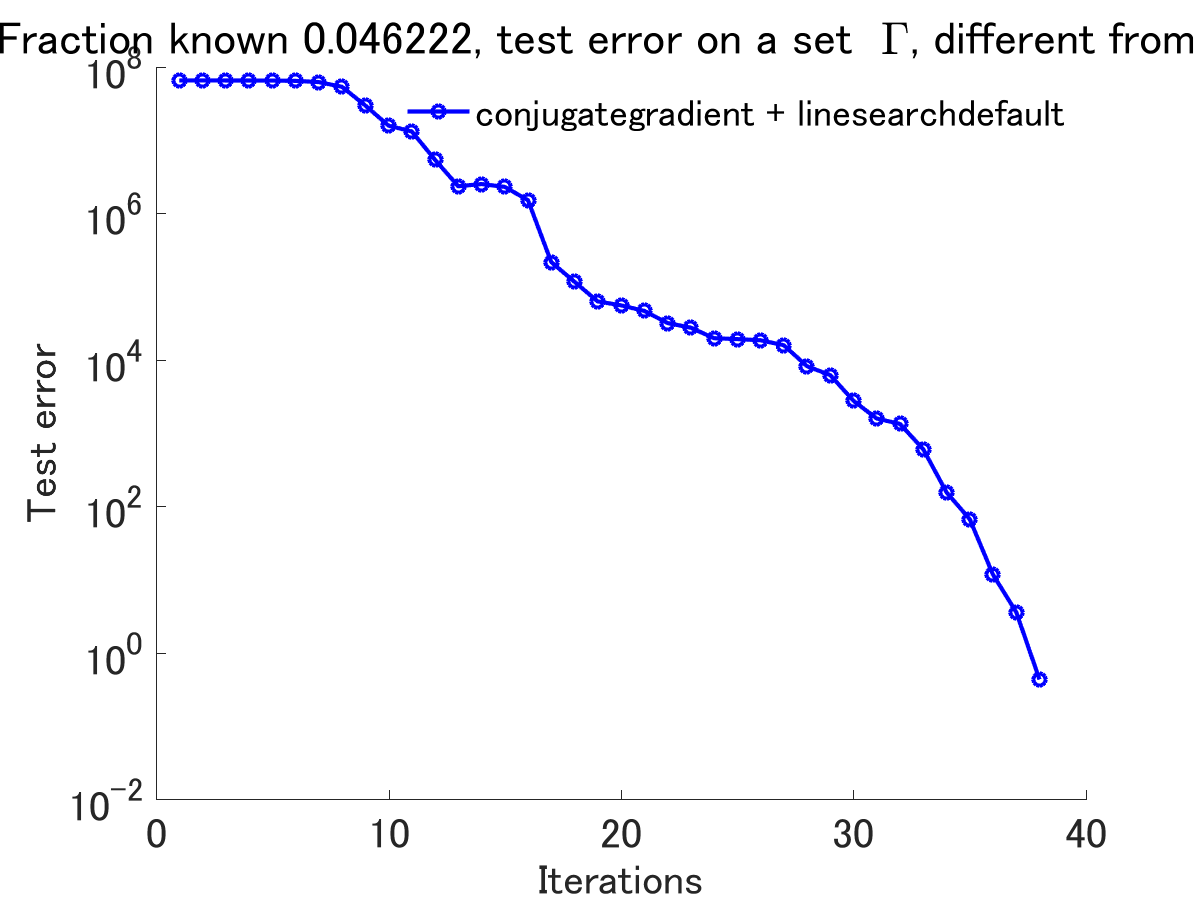 Fraction known 0.046222, test error on a set Γ, different from
10^8
conjugategradient + linesearchdefault
10^6
10^4
Test error
10^2
10^0
10^−2
0 10 20 30 40
Iterations